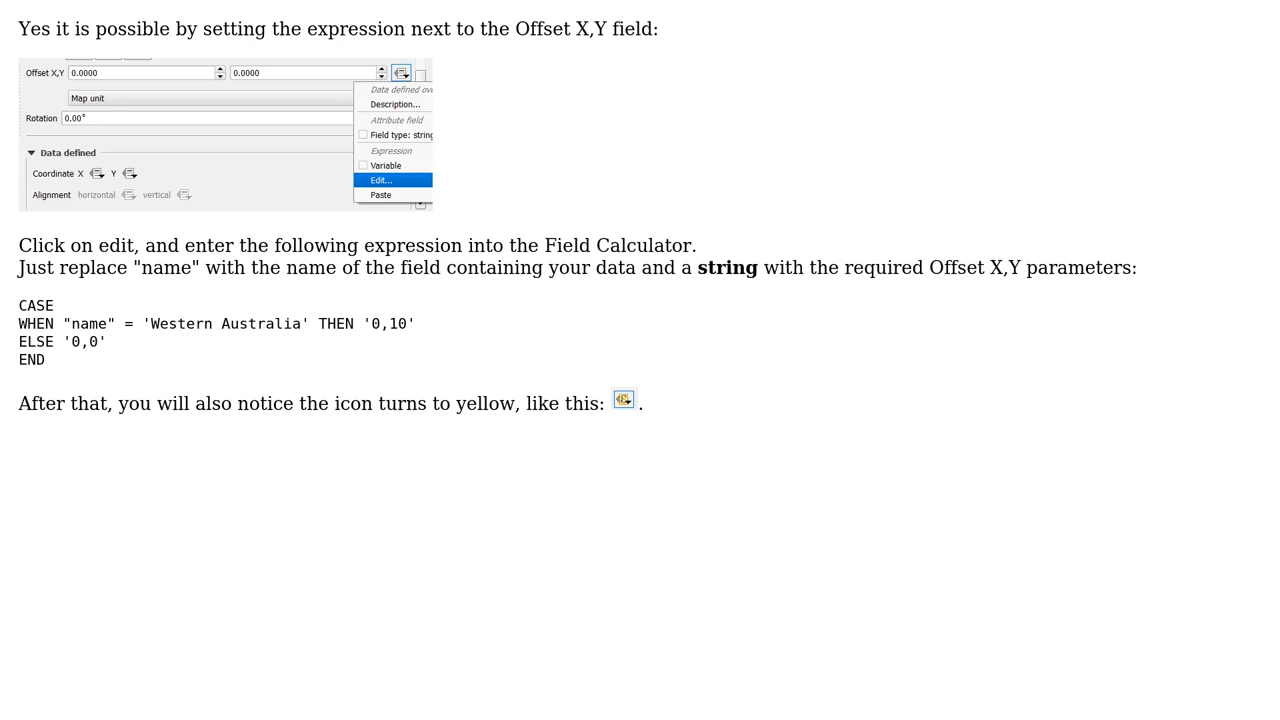 Yes it is possible by setting the expression next to the Offset X,Y field:
Offset X,Y 0.0000 0.0000
Data defined
Map unit
Description...
Rotation 0.00°
Attribute field
Field type: string
Expression
Data defined
Variable
Coordinate X Y
Edit...
Alignment horizontal vertical
Paste
Click on edit, and enter the following expression into the Field Calculator.
Just replace "name" with the name of the field containing your data and a string with the required Offset X,Y parameters:
CASE
WHEN "name" = 'Western Australia' THEN '0,10'
ELSE '0,0'
END
After that, you will also notice the icon turns to yellow, like this: .